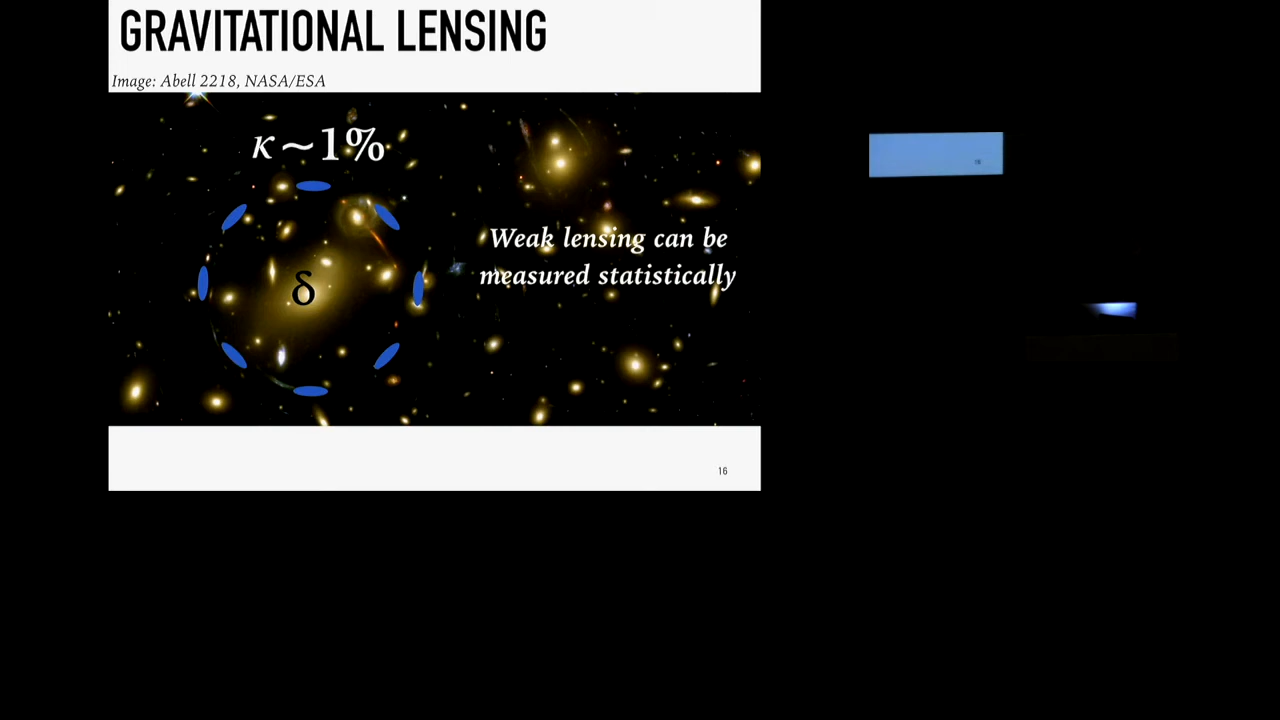 GRAVITATIONAL LENSING
Image: Abell 2218, NASA/ESA
κ~1%
Weak lensing can be
measured statistically
δ
16